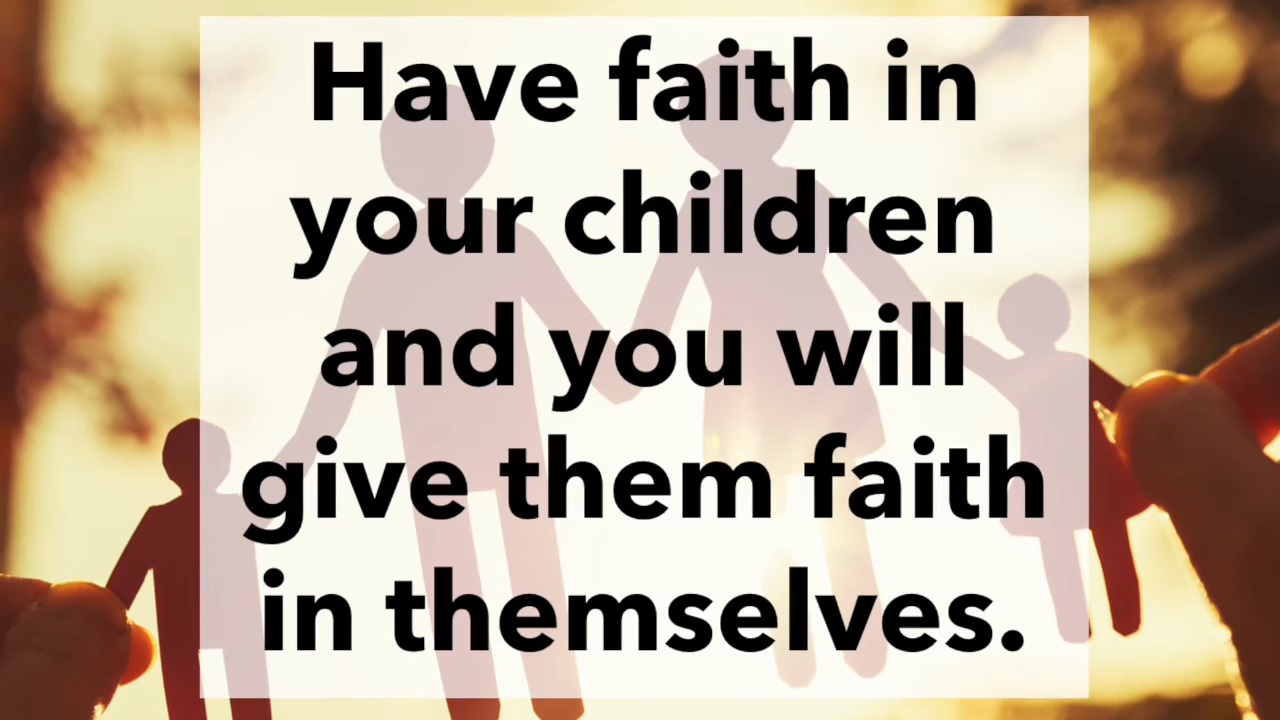 Have faith in
your children
and you will
give them faith
in themselves.